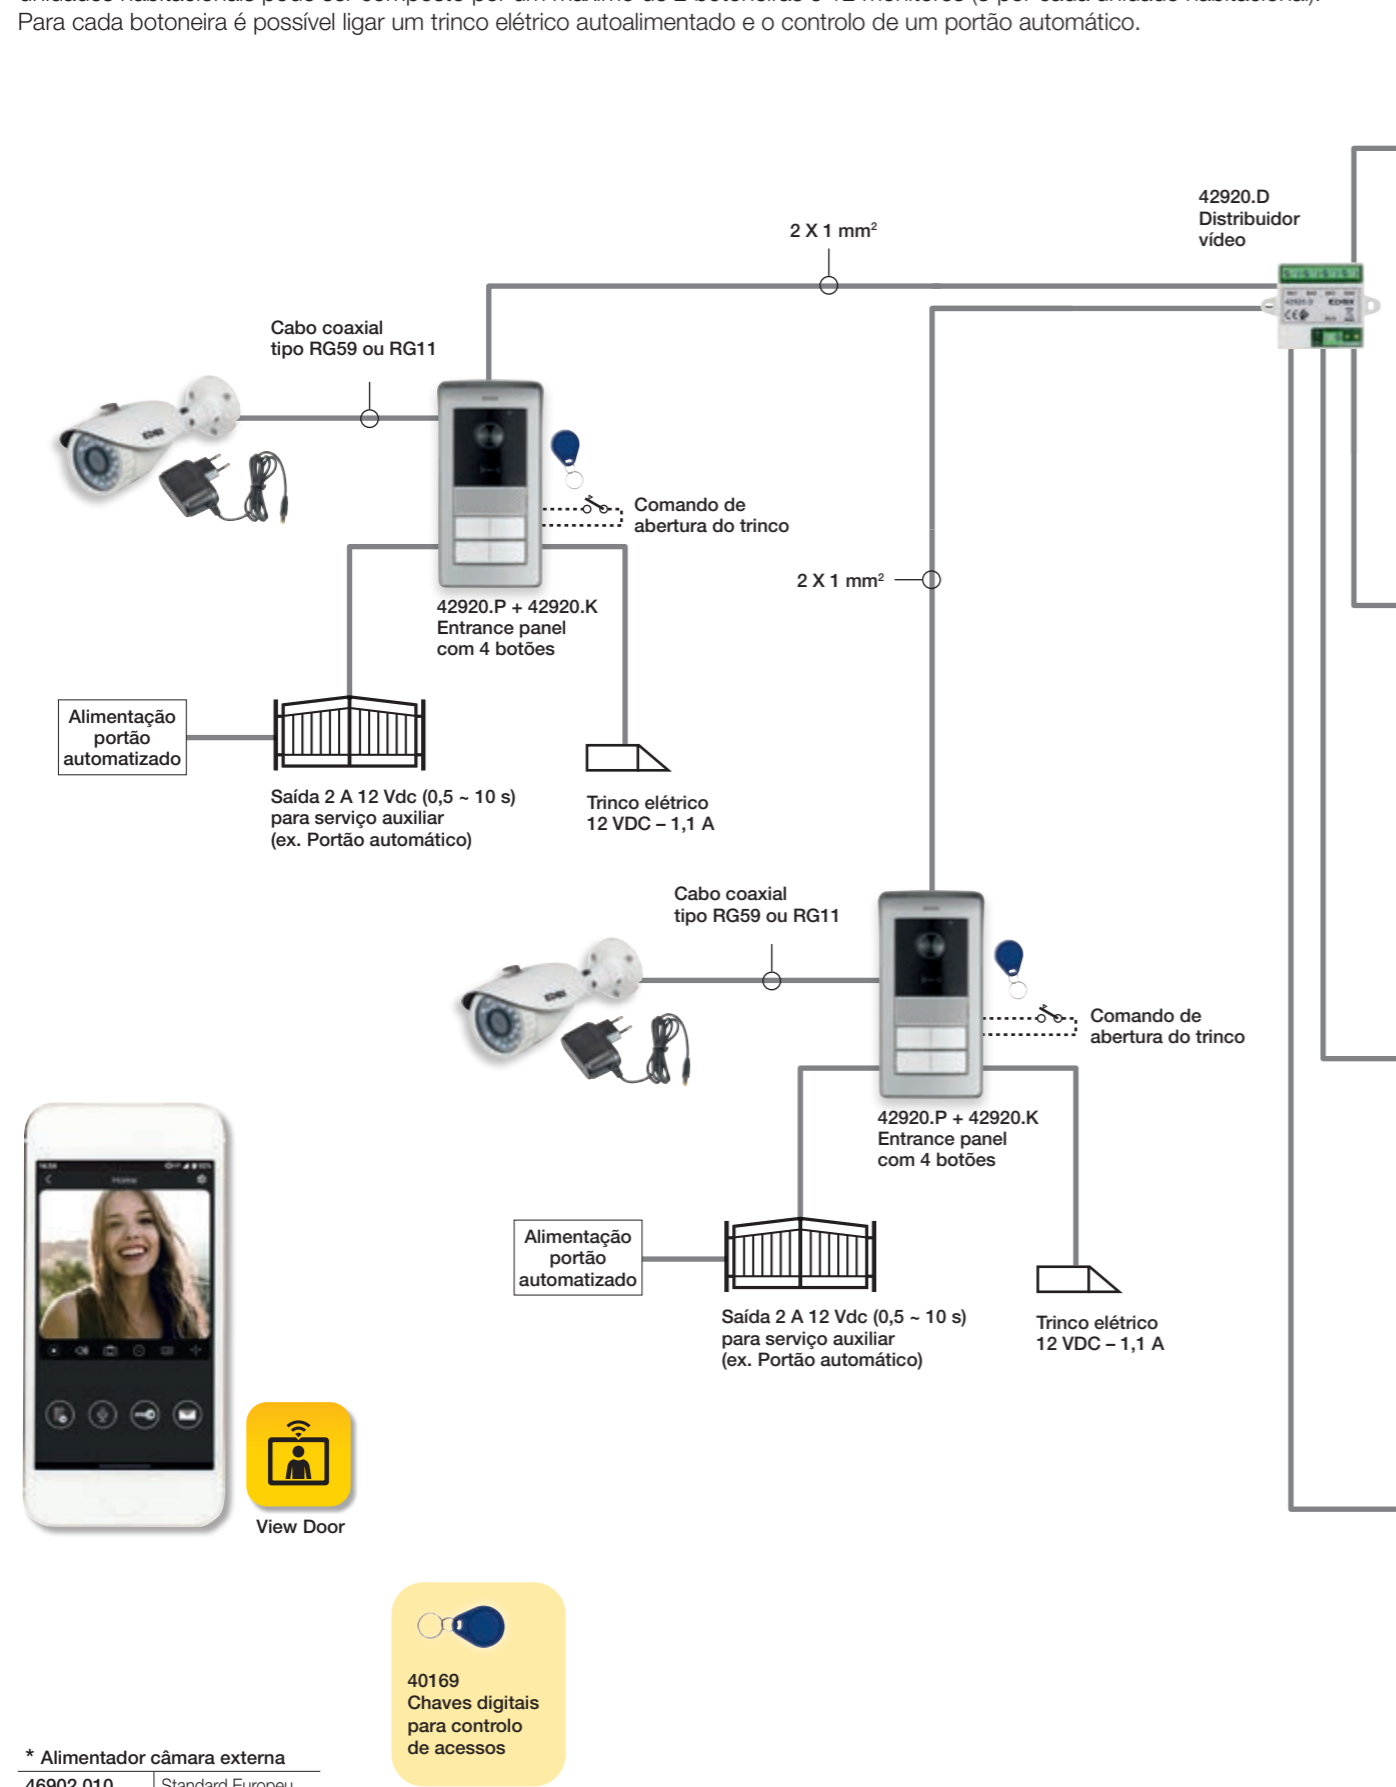 Para cada botoneira é possível ligar um trinco elétrico autoalimentado e o controlo de um portão automático.
42920.D
Distribuidor
vídeo
2 X 1 mm²
Cabo coaxial
tipo RG59 ou RG11
Comando de
abertura do trinco
2 X 1 mm²
42920.P + 42920.K
Entrance panel
com 4 botões
Alimentação
portão
automatizado
Saída 2 A 12 Vdc (0,5 ~ 10 s)
para serviço auxiliar
(ex. Portão automático)
Trinco elétrico
12 VDC – 1,1 A
Cabo coaxial
tipo RG59 ou RG11
Comando de
abertura do trinco
42920.P + 42920.K
Entrance panel
com 4 botões
Alimentação
portão
automatizado
Saída 2 A 12 Vdc (0,5 ~ 10 s)
para serviço auxiliar
(ex. Portão automático)
Trinco elétrico
12 VDC – 1,1 A
Home
View Door
40169
Chaves digitais
para controlo
de acessos
* Alimentador câmara externa
46902.010 Standard Europeu